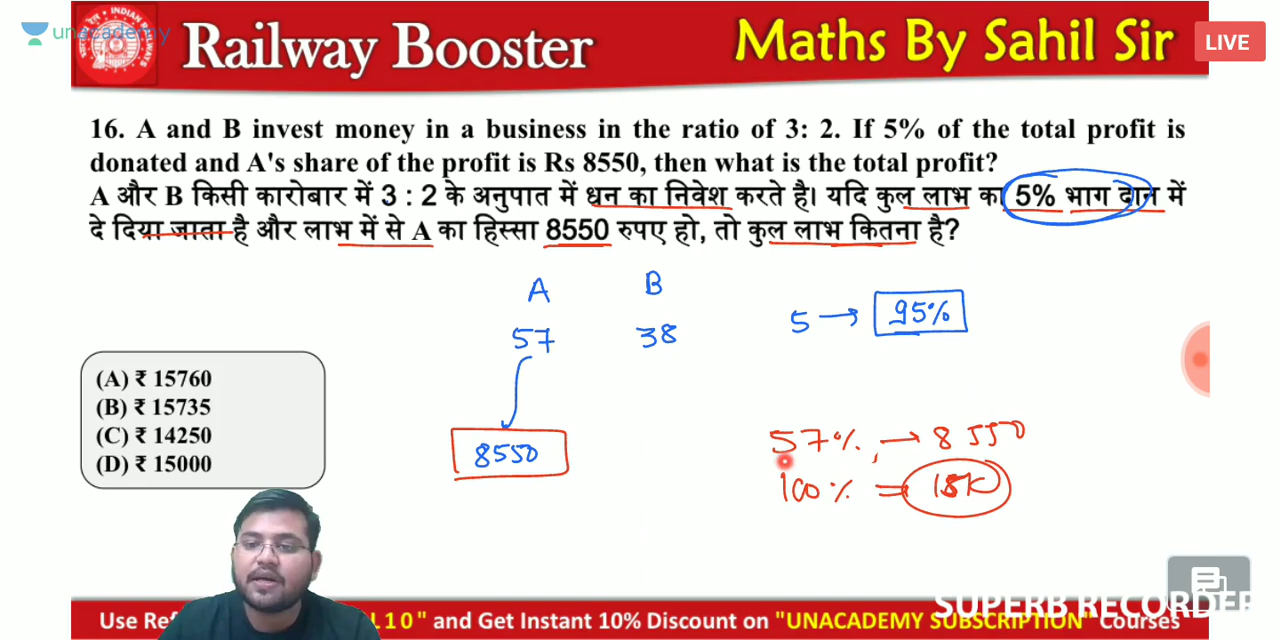 unacademy
Railway Booster
Maths By Sahil Sir
LIVE
16. A and B invest money in a business in the ratio of 3: 2. If 5% of the total profit is
donated and A's share of the profit is Rs 8550, then what is the total profit?
A और B किसी कारोबार में 3 : 2 के अनुपात में धन का निवेश करते है। यदि कुल लाभ का 5% भाग दान में
दे दिया जाता है और लाभ में से A का हिस्सा 8550 रुपए हो, तो कुल लाभ कितना है?
A B
57 38
5 → 95%
8550
57% → 8550
100% = 15K
(A) ₹ 15760
(B) ₹ 15735
(C) ₹ 14250
(D) ₹ 15000
SUPERB RECORDER
Use Ref L10" and Get Instant 10% Discount on "UNACADEMY SUBSCRIPTION" Courses